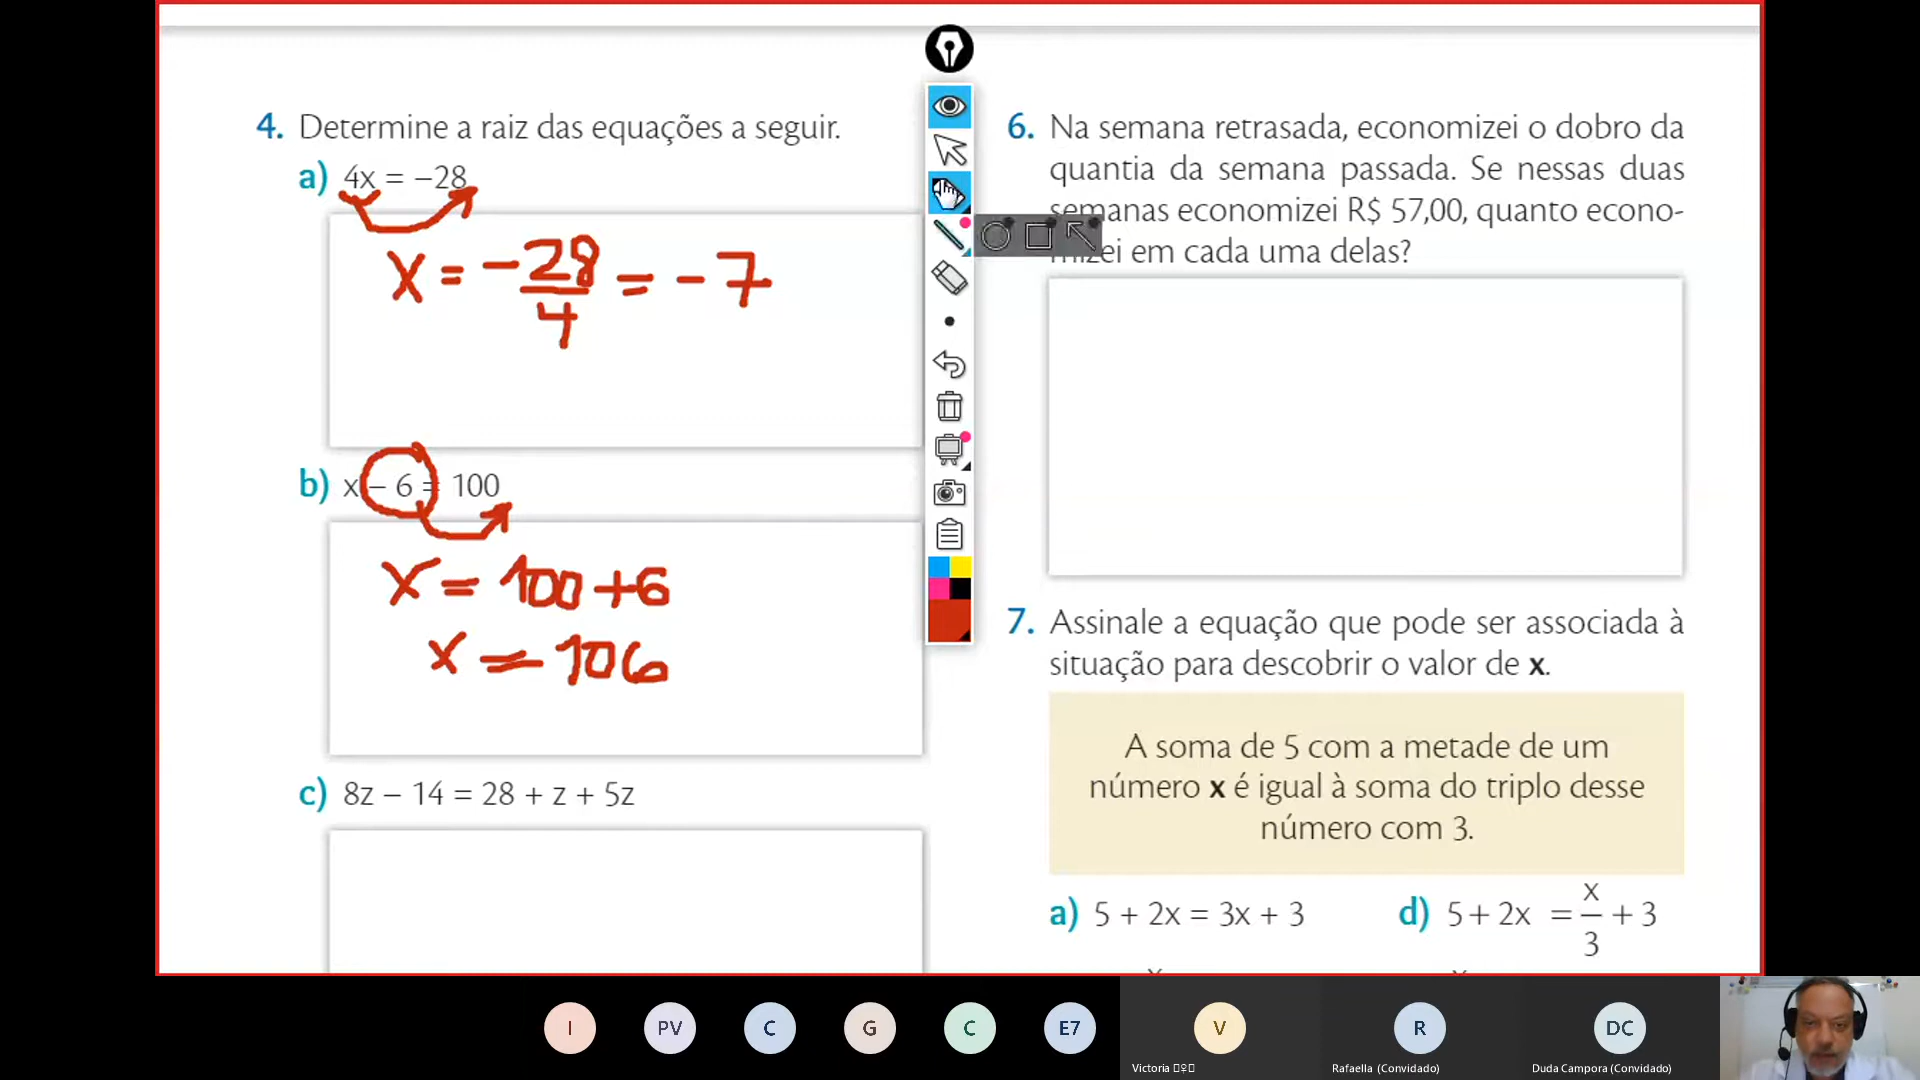 4. Determine a raiz das equações a seguir.
a) 4x = −28
x = −28/4 = −7
b) x − 6 = 100
x = 100+6
x = 106
c) 8z − 14 = 28 + z + 5z
6. Na semana retrasada, economizei o dobro da
quantia da semana passada. Se nessas duas
semanas economizei R$ 57,00, quanto econo-
mizei em cada uma delas?
7. Assinale a equação que pode ser associada à
situação para descobrir o valor de x.
A soma de 5 com a metade de um
número x é igual à soma do triplo desse
número com 3.
a) 5 + 2x = 3x + 3
d) 5 + 2x = x/3 + 3
x
x
I
PV
C
G
C
E7
V
R
DC
Victoria
Rafaella (Convidado)
Duda Campora (Convidado)